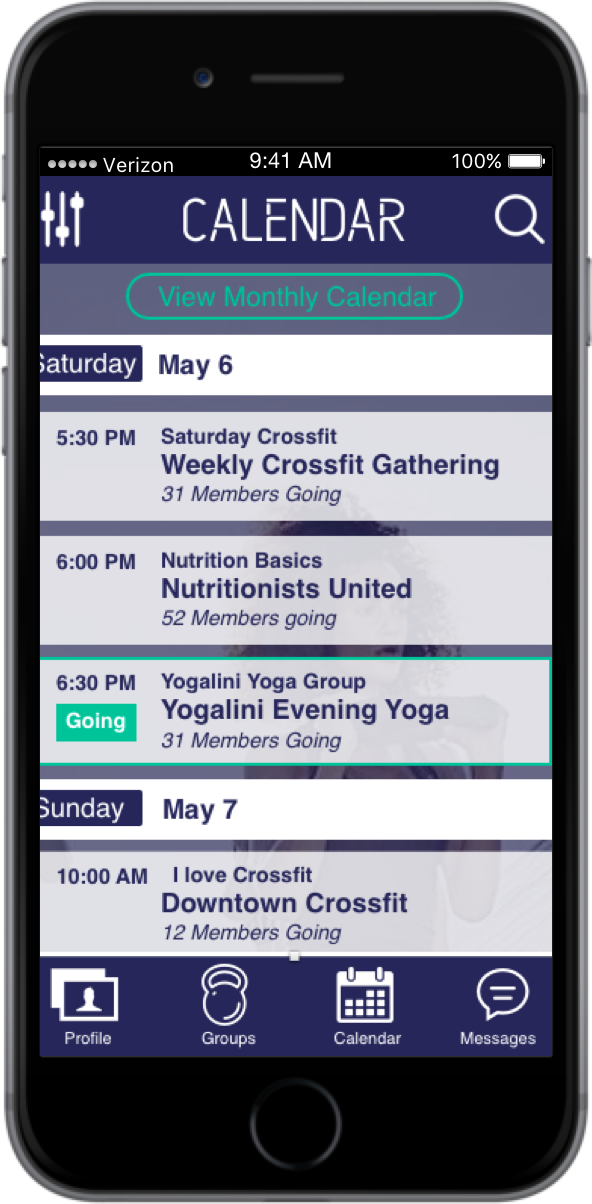 Verizon 9:41 AM 100%
CALENDAR
View Monthly Calendar
Saturday May 6
5:30 PM Saturday Crossfit
Weekly Crossfit Gathering
31 Members Going
6:00 PM Nutrition Basics
Nutritionists United
52 Members going
6:30 PM Yogalini Yoga Group
Going Yogalini Evening Yoga
31 Members Going
Sunday May 7
10:00 AM I love Crossfit
Downtown Crossfit
12 Members Going
Profile Groups Calendar Messages